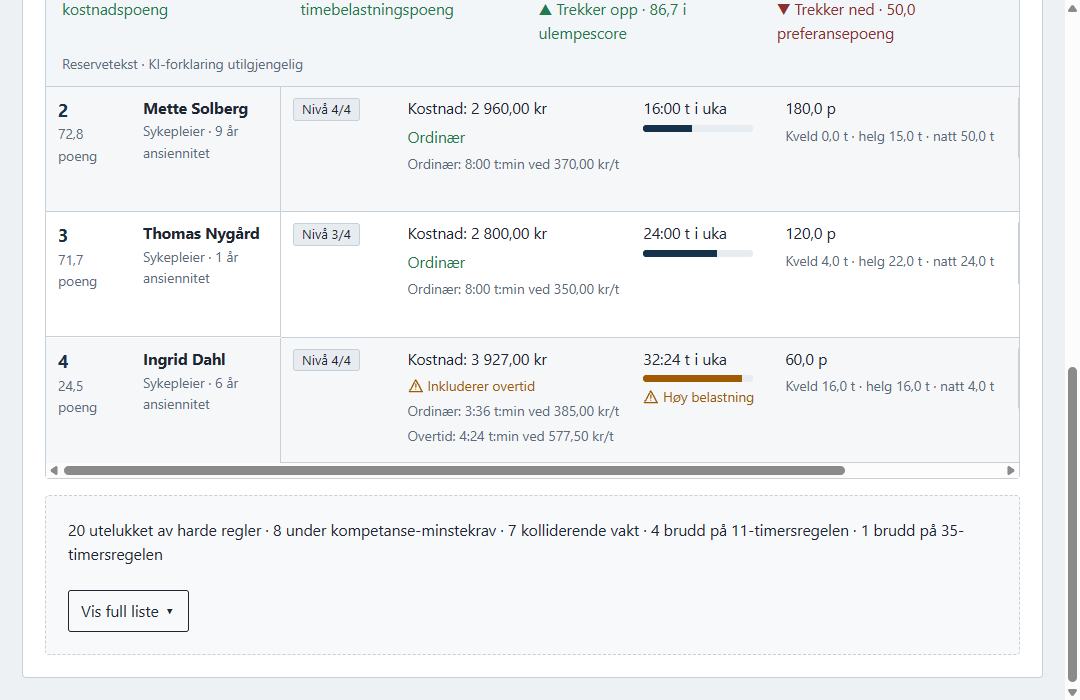 kostnadspoeng
timebelastningspoeng
▲ Trekker opp · 86,7 i
ulempescore
▼ Trekker ned · 50,0
preferansepoeng
Reservetekst · KI-forklaring utilgjengelig
2
72,8
poeng
Mette Solberg
Sykepleier · 9 år
ansiennitet
Nivå 4/4
Kostnad: 2 960,00 kr
Ordinær
Ordinær: 8:00 t:min ved 370,00 kr/t
16:00 t i uka
180,0 p
Kveld 0,0 t · helg 15,0 t · natt 50,0 t
3
71,7
poeng
Thomas Nygård
Sykepleier · 1 år
ansiennitet
Nivå 3/4
Kostnad: 2 800,00 kr
Ordinær
Ordinær: 8:00 t:min ved 350,00 kr/t
24:00 t i uka
120,0 p
Kveld 4,0 t · helg 22,0 t · natt 24,0 t
4
24,5
poeng
Ingrid Dahl
Sykepleier · 6 år
ansiennitet
Nivå 4/4
Kostnad: 3 927,00 kr
⚠ Inkluderer overtid
Ordinær: 3:36 t:min ved 385,00 kr/t
Overtid: 4:24 t:min ved 577,50 kr/t
32:24 t i uka
⚠ Høy belastning
60,0 p
Kveld 16,0 t · helg 16,0 t · natt 4,0 t
20 utelukket av harde regler · 8 under kompetanse-minstekrav · 7 kolliderende vakt · 4 brudd på 11-timersregelen · 1 brudd på 35-
timersregelen
Vis full liste ▾